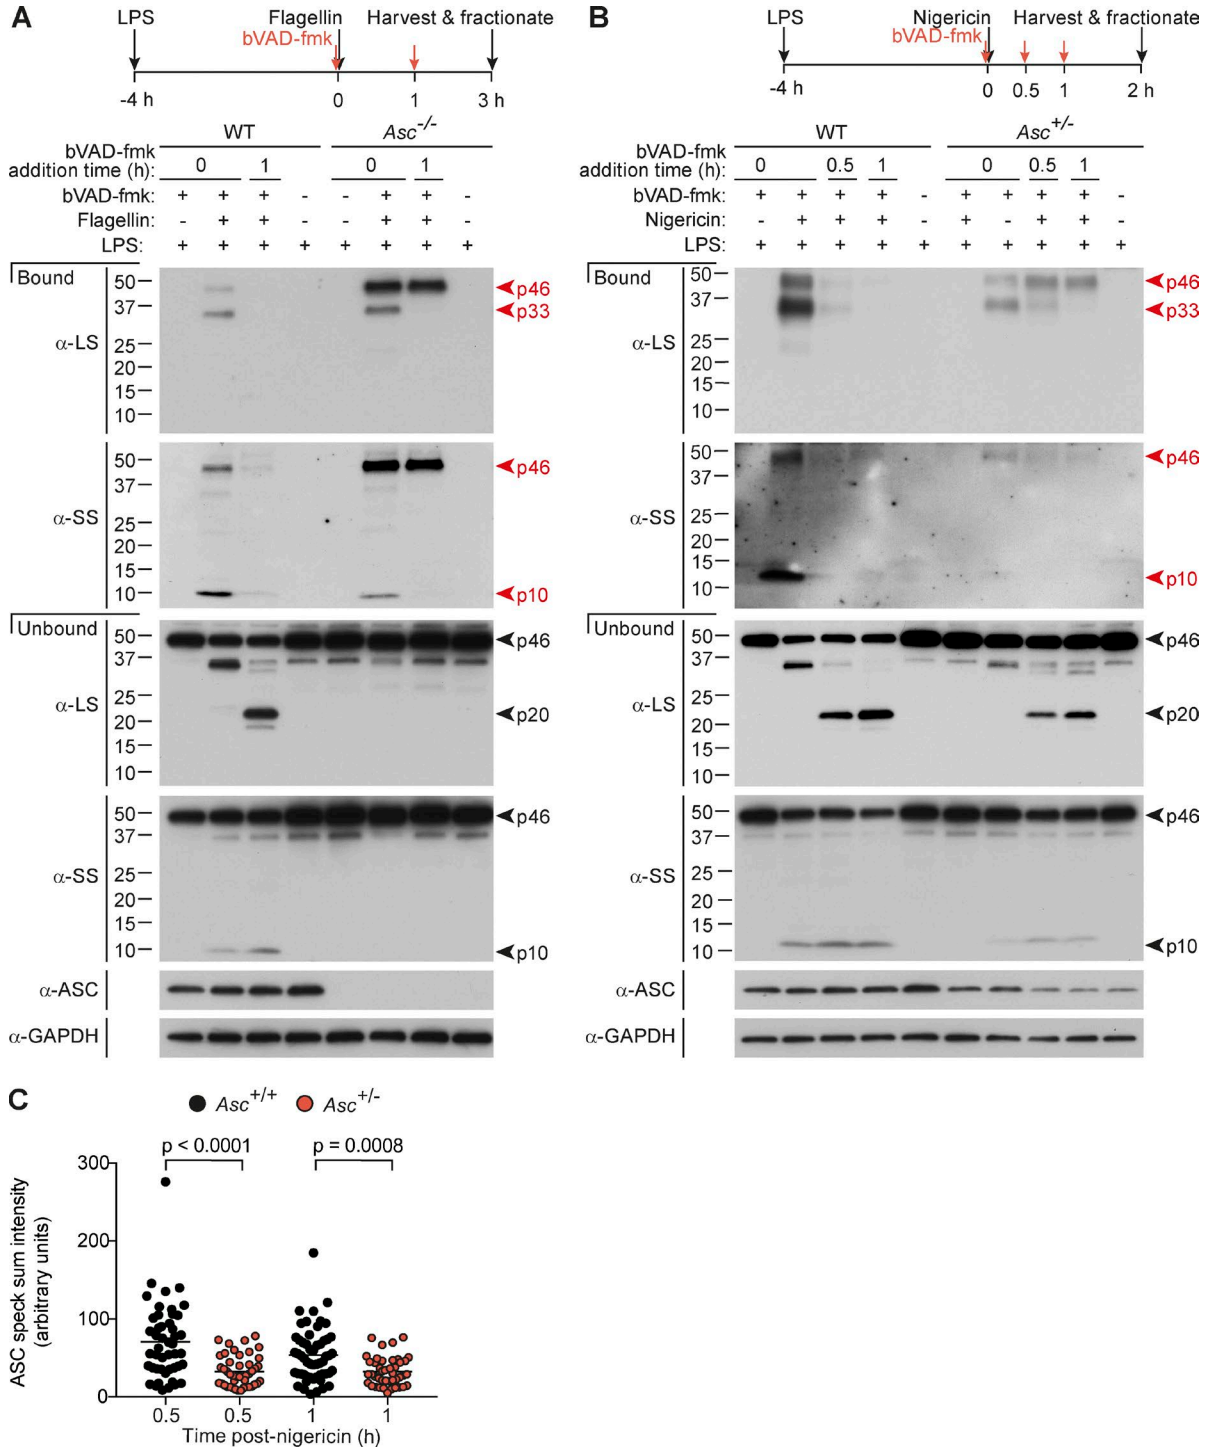 A
LPS Flagellin Harvest & fractionate
bVAD-fmk
-4 h 0 1 3 h
WT Asc-/-
bVAD-fmk
addition time (h): 0 1 0 1
bVAD-fmk: + + + - - + + -
Flagellin: - + + - - + + -
LPS: + + + + + + + +
Bound
α-LS
50
37
25
20
15
10
p46
p33
α-SS
50
37
25
20
15
10
p46
p10
Unbound
α-LS
50
37
25
20
15
10
p46
p20
α-SS
50
37
25
20
15
10
p46
p10
α-ASC
α-GAPDH
B
LPS Nigericin Harvest & fractionate
bVAD-fmk
-4 h 0 0.5 1 2 h
WT Asc+/-
bVAD-fmk
addition time (h): 0 0.5 1 0 0.5 1
bVAD-fmk: + + + + - + - + + -
Nigericin: - + + + - + - + + -
LPS: + + + + + + + + + +
Bound
α-LS
50
37
25
20
15
10
p46
p33
α-SS
50
37
25
20
15
10
p46
p10
Unbound
α-LS
50
37
25
20
15
10
p46
p20
α-SS
50
37
25
20
15
10
p46
p10
α-ASC
α-GAPDH
C
Asc+/+ Asc+/-
p < 0.0001 p = 0.0008
ASC speck sum intensity
(arbitrary units)
300
200
100
0
0.5 0.5 1 1
Time post-nigericin (h)